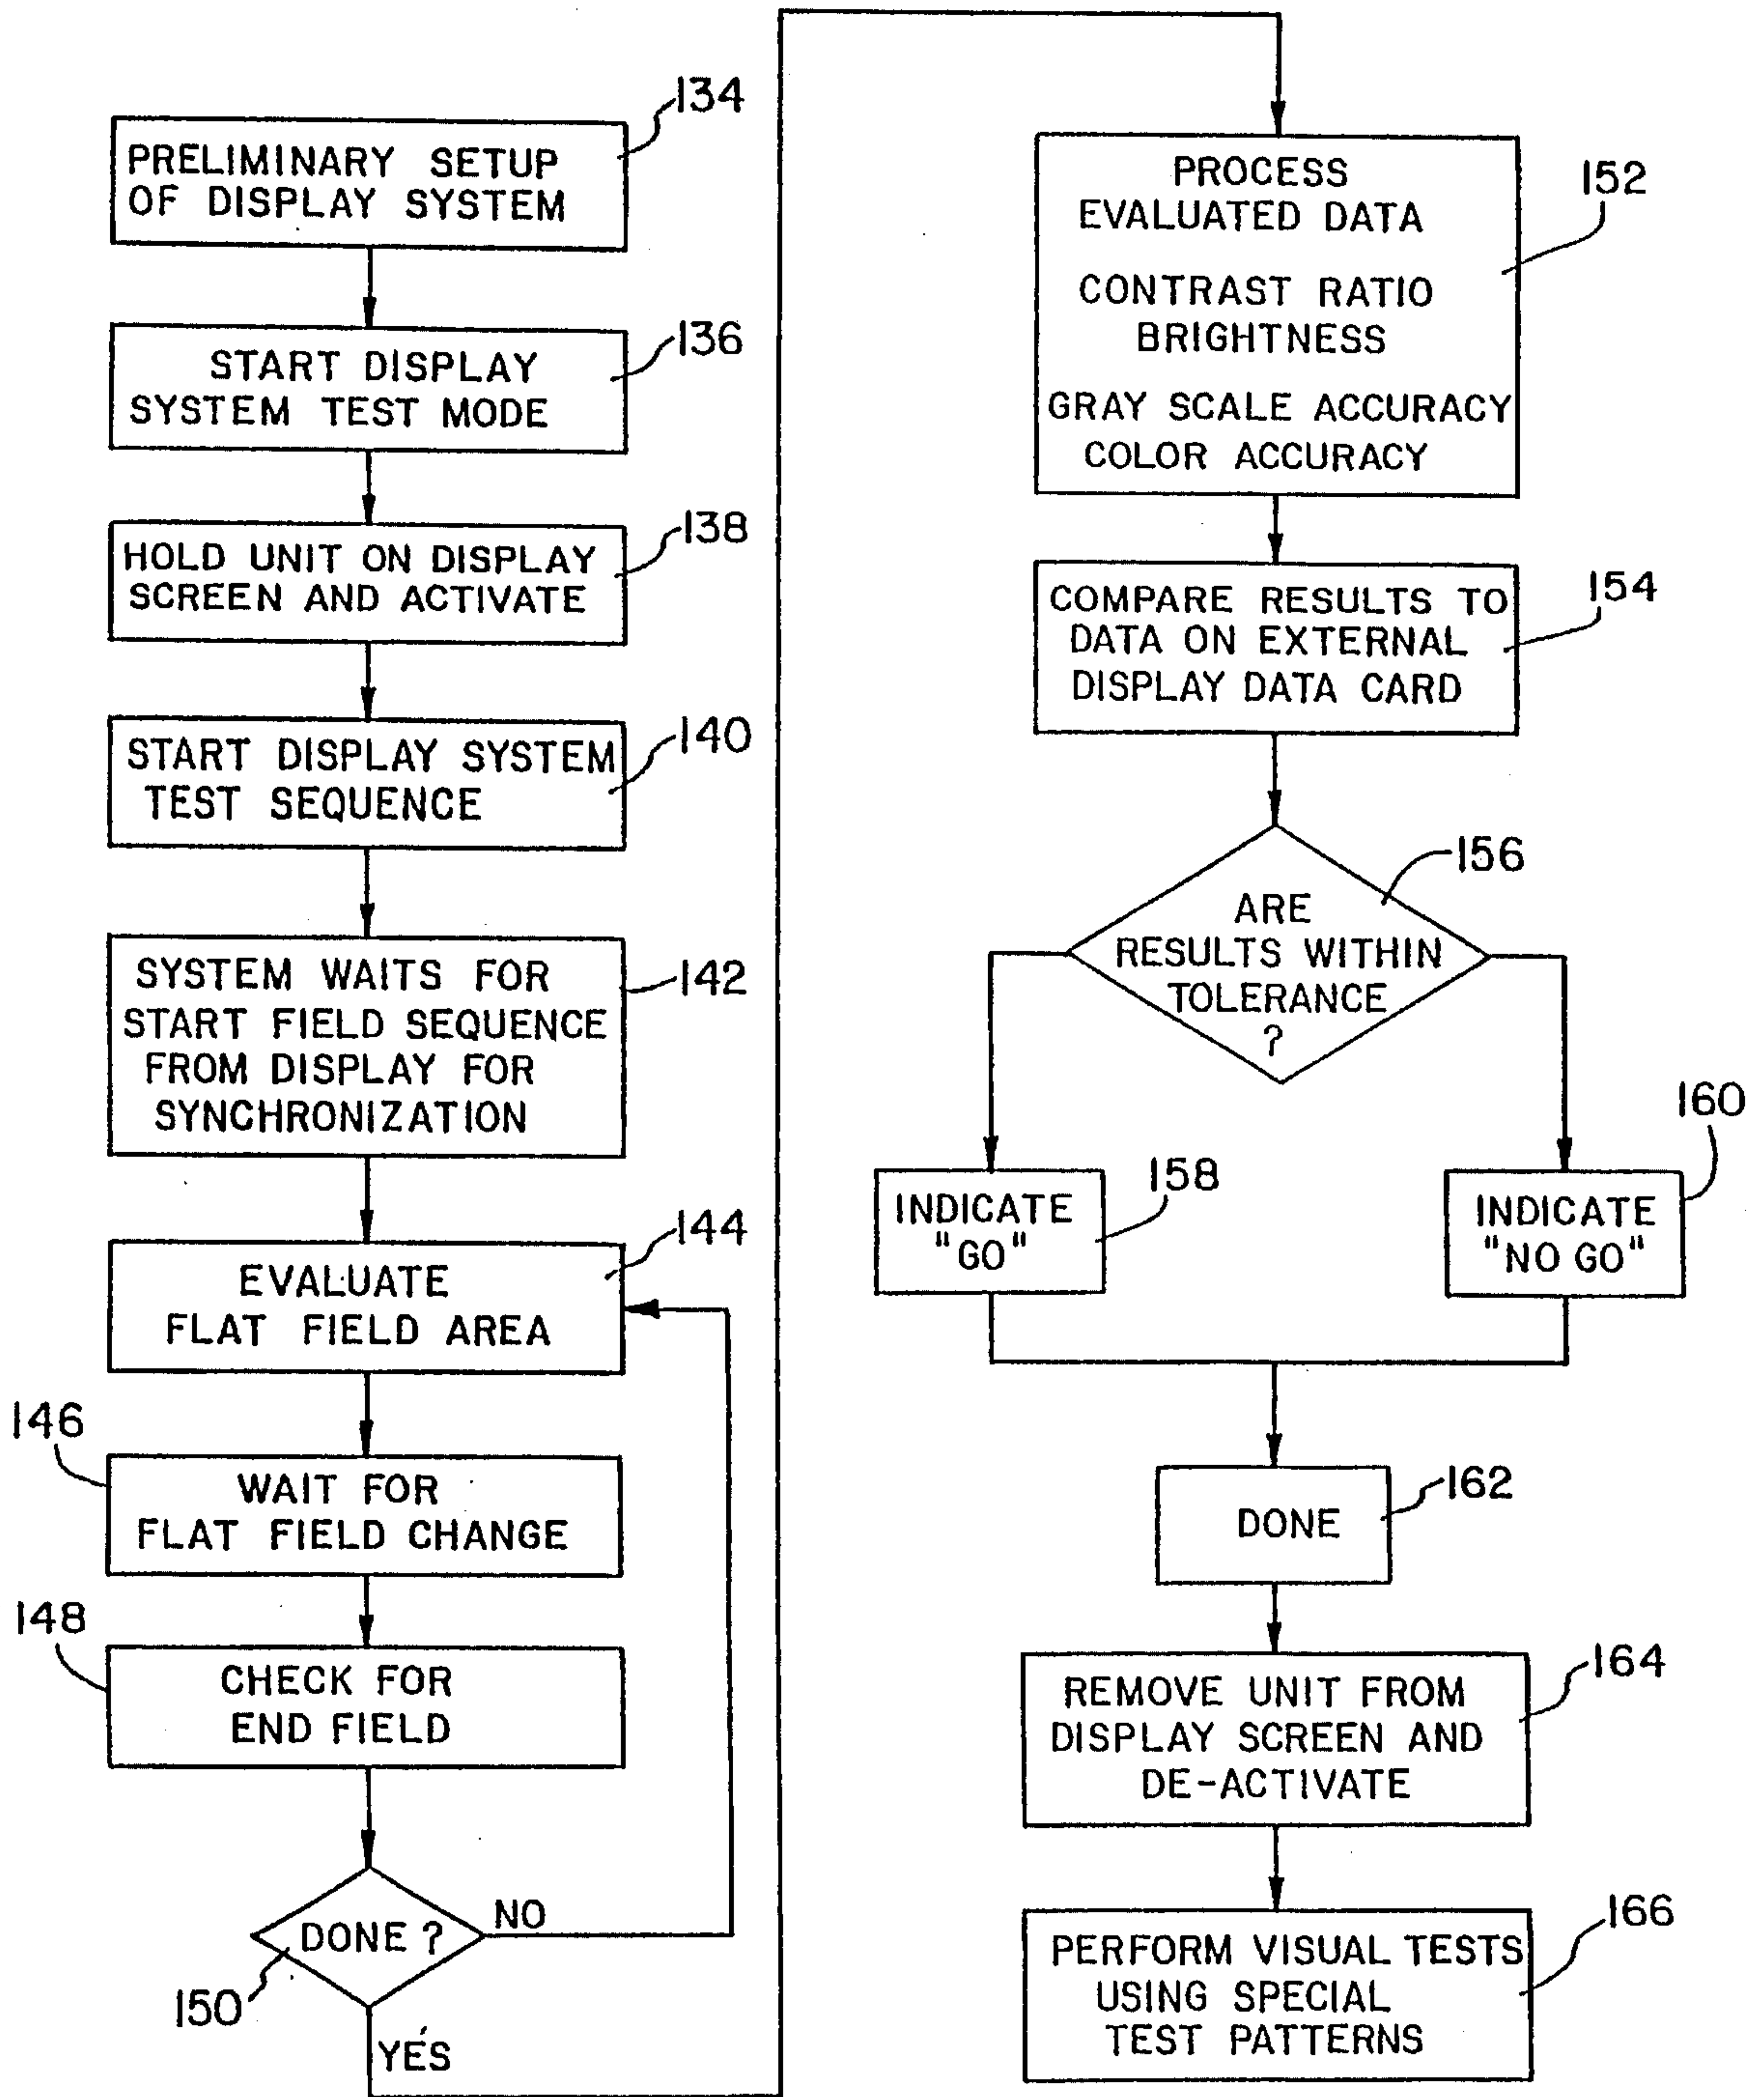 134
PRELIMINARY SETUP
OF DISPLAY SYSTEM
136
START DISPLAY
SYSTEM TEST MODE
138
HOLD UNIT ON DISPLAY
SCREEN AND ACTIVATE
140
START DISPLAY SYSTEM
TEST SEQUENCE
142
SYSTEM WAITS FOR
START FIELD SEQUENCE
FROM DISPLAY FOR
SYNCHRONIZATION
144
EVALUATE
FLAT FIELD AREA
146
WAIT FOR
FLAT FIELD CHANGE
148
CHECK FOR
END FIELD
DONE ?
NO
150
YES
152
PROCESS
EVALUATED DATA
CONTRAST RATIO
BRIGHTNESS
GRAY SCALE ACCURACY
COLOR ACCURACY
154
COMPARE RESULTS TO
DATA ON EXTERNAL
DISPLAY DATA CARD
156
ARE
RESULTS WITHIN
TOLERANCE
?
158
INDICATE
"GO"
160
INDICATE
"NO GO"
162
DONE
164
REMOVE UNIT FROM
DISPLAY SCREEN AND
DE-ACTIVATE
166
PERFORM VISUAL TESTS
USING SPECIAL
TEST PATTERNS